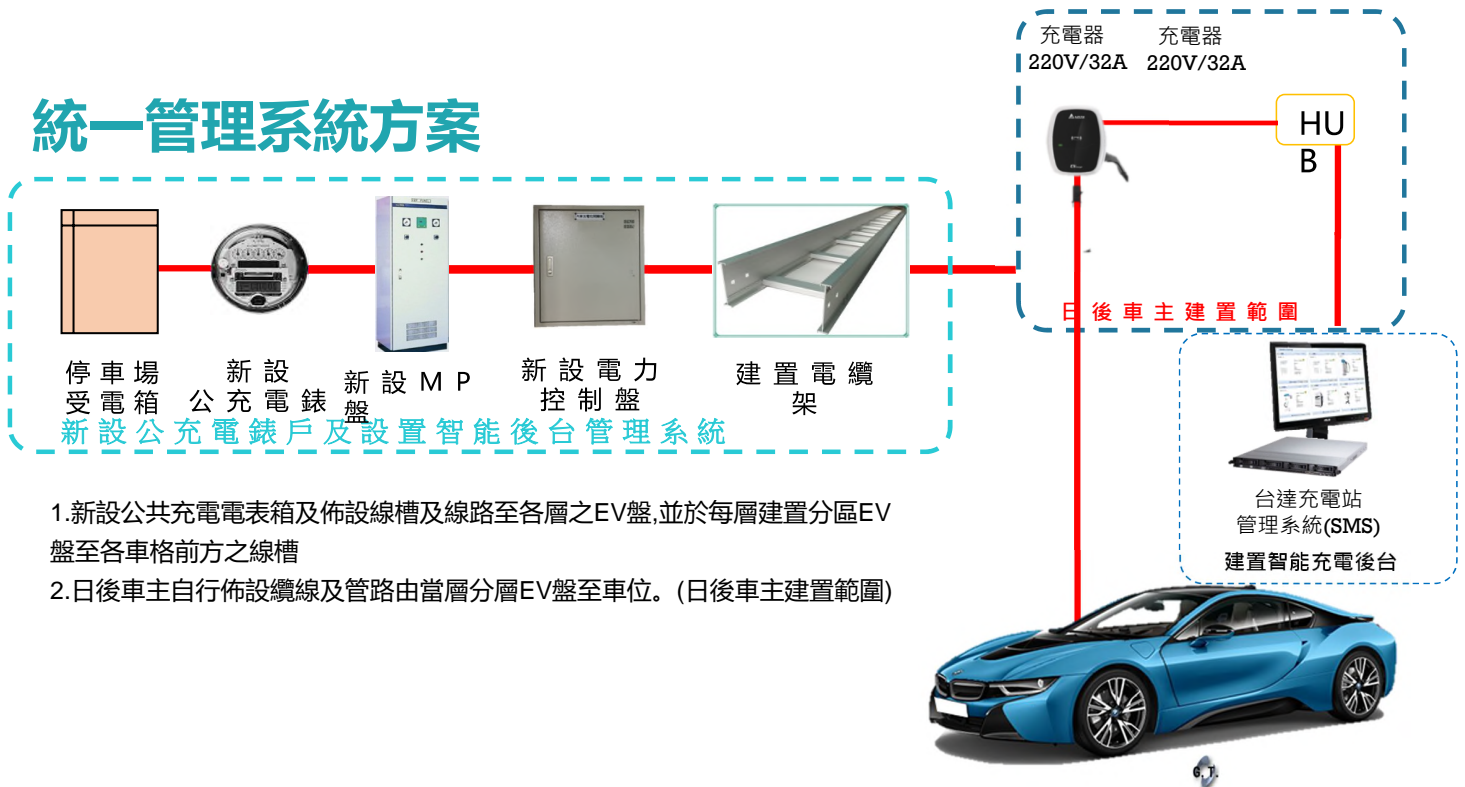 充電器 充電器
220V/32A 220V/32A
統一管理系統方案
HU
B
日後車主建置範圍
停車場
受電箱
新設
公充電錶
新設MP
盤
新設電力
控制盤
建置電纜
架
新設公充電錶戶及設置智能後台管理系統
台達充電站
管理系統(SMS)
建置智能充電後台
1.新設公共充電電表箱及佈設線槽及線路至各層之EV盤,並於每層建置分區EV
盤至各車格前方之線槽
2.日後車主自行佈設纜線及管路由當層分層EV盤至車位。(日後車主建置範圍)
G.T.